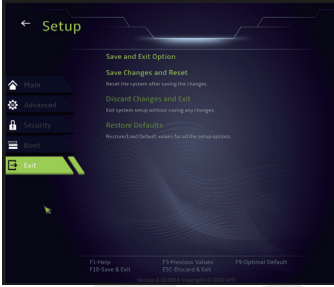 Setup
Save and Exit Option
Save Changes and Reset
Reset the system after saving the changes.
Main
Discard Changes and Exit
Exit system setup without saving any changes.
Advanced
Restore Defaults
Restore/Load Default values for all the setup options.
Security
Boot
Exit
F1-Help F3-Previous Values F9-Optimal Default
F10-Save & Exit ESC-Discard & Exit
Copyright (C) 2020 AMI